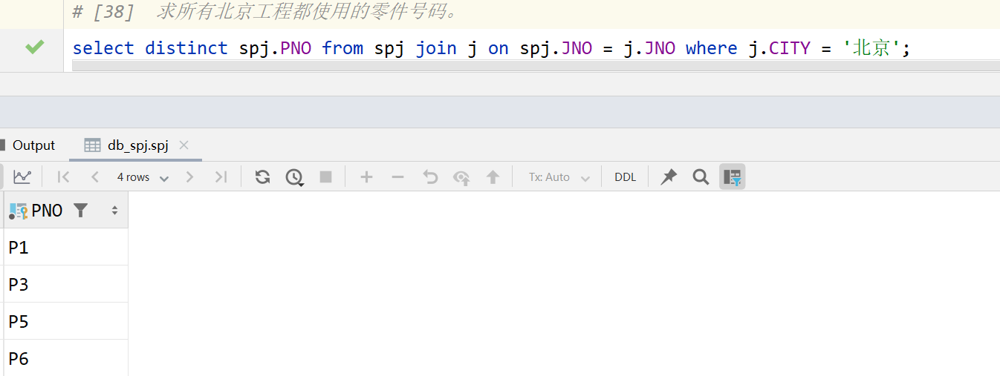 # [38] 求所有北京工程都使用的零件号码。
select distinct spj.PNO from spj join j on spj.JNO = j.JNO where j.CITY = '北京';
Output db_spj.spj
4 rows Tx: Auto DDL
PNO
P1
P3
P5
P6